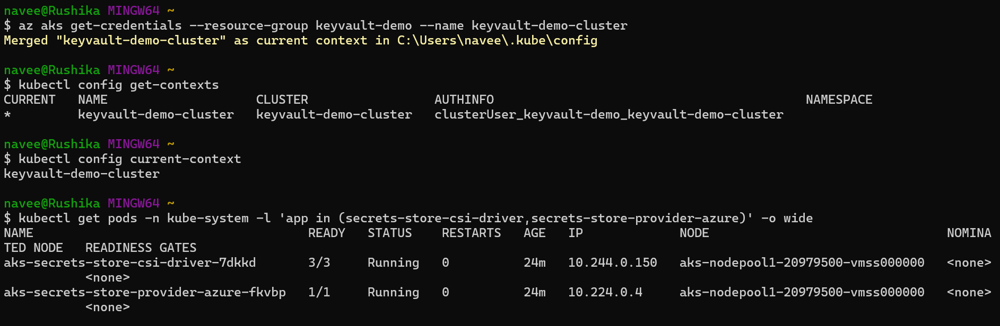 navee@Rushika MINGW64 ~
$ az aks get-credentials --resource-group keyvault-demo --name keyvault-demo-cluster
Merged "keyvault-demo-cluster" as current context in C:\Users\navee\.kube\config
navee@Rushika MINGW64 ~
$ kubectl config get-contexts
CURRENT   NAME                    CLUSTER                 AUTHINFO                                          NAMESPACE
*         keyvault-demo-cluster   keyvault-demo-cluster   clusterUser_keyvault-demo_keyvault-demo-cluster
navee@Rushika MINGW64 ~
$ kubectl config current-context
keyvault-demo-cluster
navee@Rushika MINGW64 ~
$ kubectl get pods -n kube-system -l 'app in (secrets-store-csi-driver,secrets-store-provider-azure)' -o wide
NAME                                     READY   STATUS    RESTARTS   AGE   IP             NODE                                NOMINA
TED NODE   READINESS GATES
aks-secrets-store-csi-driver-7dkkd       3/3     Running   0          24m   10.244.0.150   aks-nodepool1-20979500-vmss000000   <none>
           <none>
aks-secrets-store-provider-azure-fkvbp   1/1     Running   0          24m   10.224.0.4     aks-nodepool1-20979500-vmss000000   <none>
           <none>